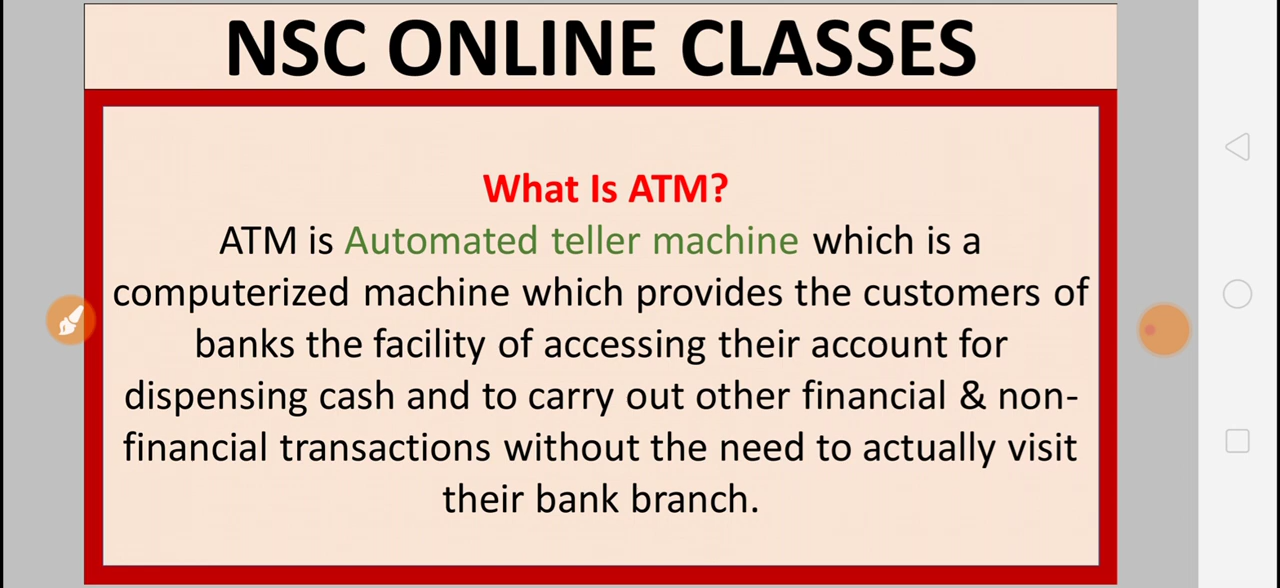 NSC ONLINE CLASSES
What Is ATM?
ATM is Automated teller machine which is a
computerized machine which provides the customers of
banks the facility of accessing their account for
dispensing cash and to carry out other financial & non-
financial transactions without the need to actually visit
their bank branch.